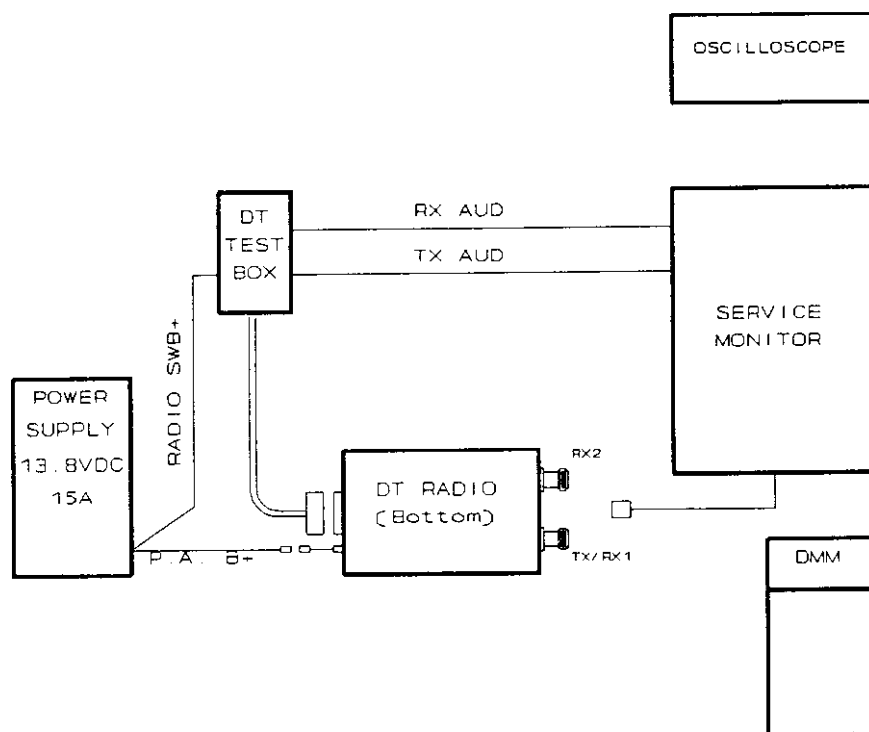 OSCILLOSCOPE
DT
TEST
BOX
RX AUD
TX AUD
SERVICE
MONITOR
RADIO SWB+
POWER
SUPPLY
13.8VDC
15A
P.A. B+
DT RADIO
(Bottom)
RX2
TX/RX1
DMM